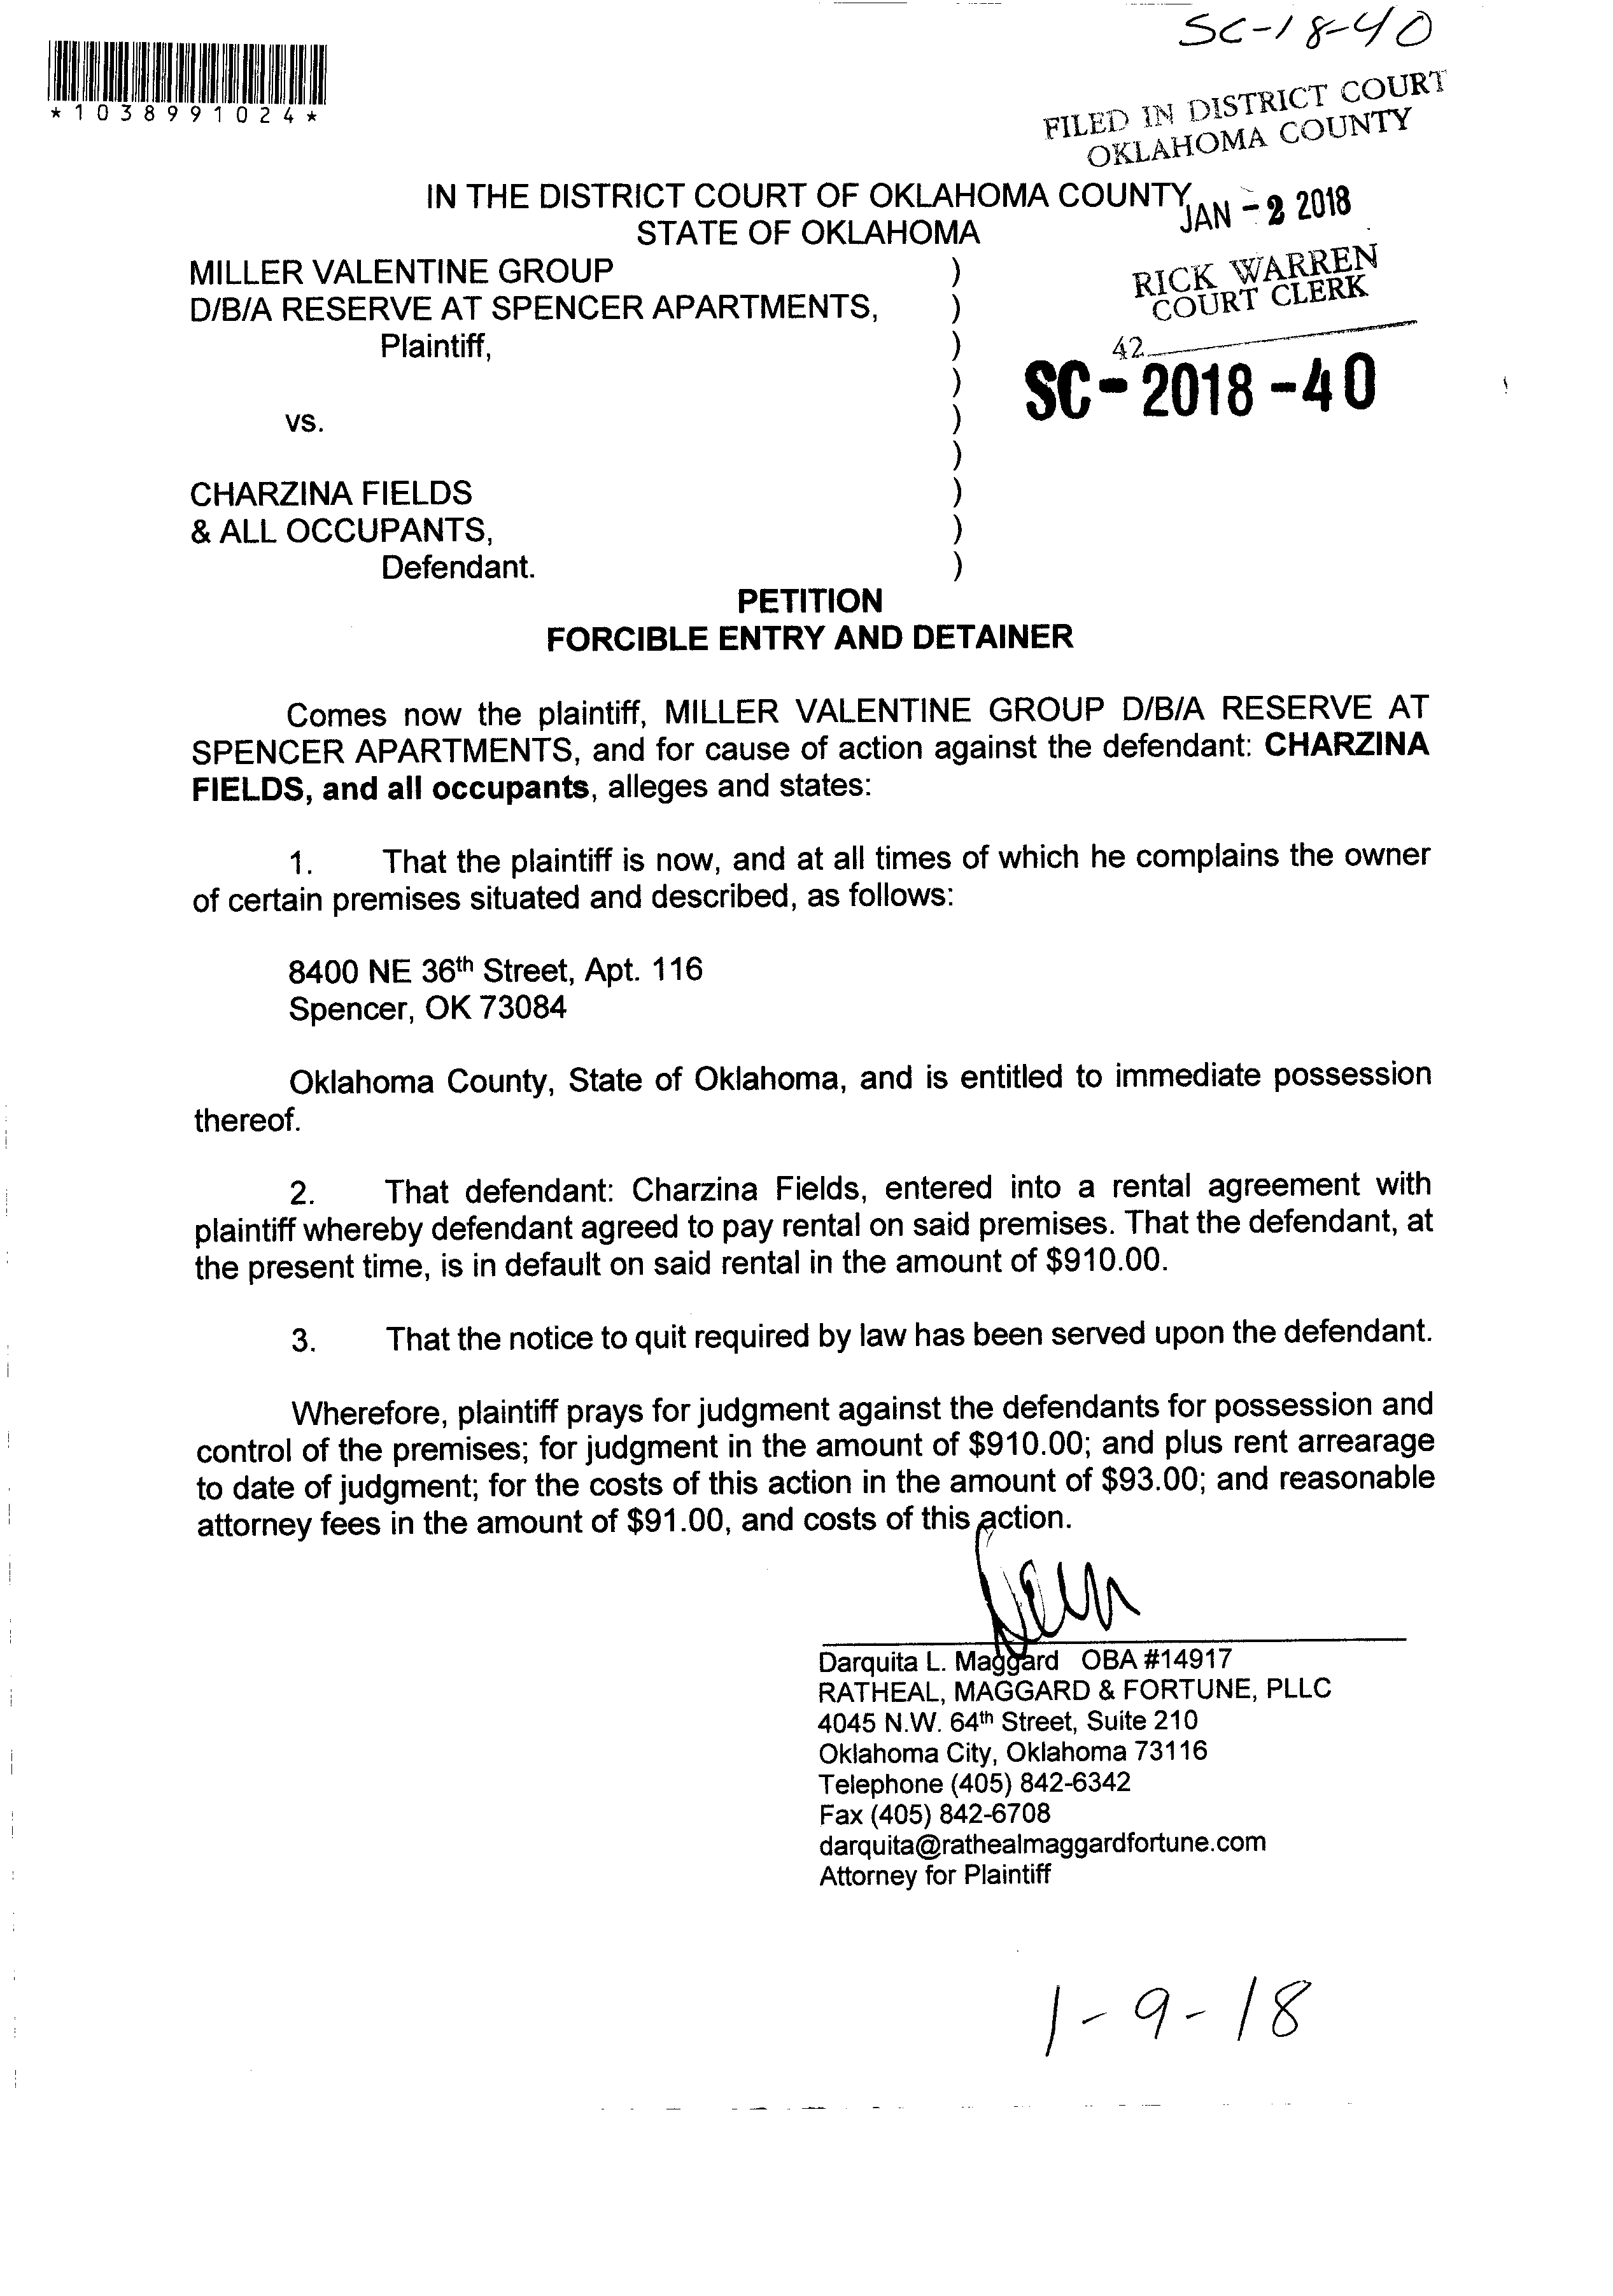 SC-18-40
*1038991024*
FILED IN DISTRICT COURT
OKLAHOMA COUNTY
IN THE DISTRICT COURT OF OKLAHOMA COUNTY
JAN - 2 2018
STATE OF OKLAHOMA
MILLER VALENTINE GROUP )
D/B/A RESERVE AT SPENCER APARTMENTS, )
Plaintiff, )
RICK WARREN
COURT CLERK
42
)
SC-2018-40
vs. )
)
CHARZINA FIELDS )
& ALL OCCUPANTS, )
Defendant. )
PETITION
FORCIBLE ENTRY AND DETAINER
Comes now the plaintiff, MILLER VALENTINE GROUP D/B/A RESERVE AT
SPENCER APARTMENTS, and for cause of action against the defendant: CHARZINA
FIELDS, and all occupants, alleges and states:
1. That the plaintiff is now, and at all times of which he complains the owner
of certain premises situated and described, as follows:
8400 NE 36th Street, Apt. 116
Spencer, OK 73084
Oklahoma County, State of Oklahoma, and is entitled to immediate possession
thereof.
2. That defendant: Charzina Fields, entered into a rental agreement with
plaintiff whereby defendant agreed to pay rental on said premises. That the defendant, at
the present time, is in default on said rental in the amount of $910.00.
3. That the notice to quit required by law has been served upon the defendant.
Wherefore, plaintiff prays for judgment against the defendants for possession and
control of the premises; for judgment in the amount of $910.00; and plus rent arrearage
to date of judgment; for the costs of this action in the amount of $93.00; and reasonable
attorney fees in the amount of $91.00, and costs of this action.
Darquita L. Maggard OBA #14917
RATHEAL, MAGGARD & FORTUNE, PLLC
4045 N.W. 64th Street, Suite 210
Oklahoma City, Oklahoma 73116
Telephone (405) 842-6342
Fax (405) 842-6708
darquita@rathealmaggardfortune.com
Attorney for Plaintiff
1-9-18